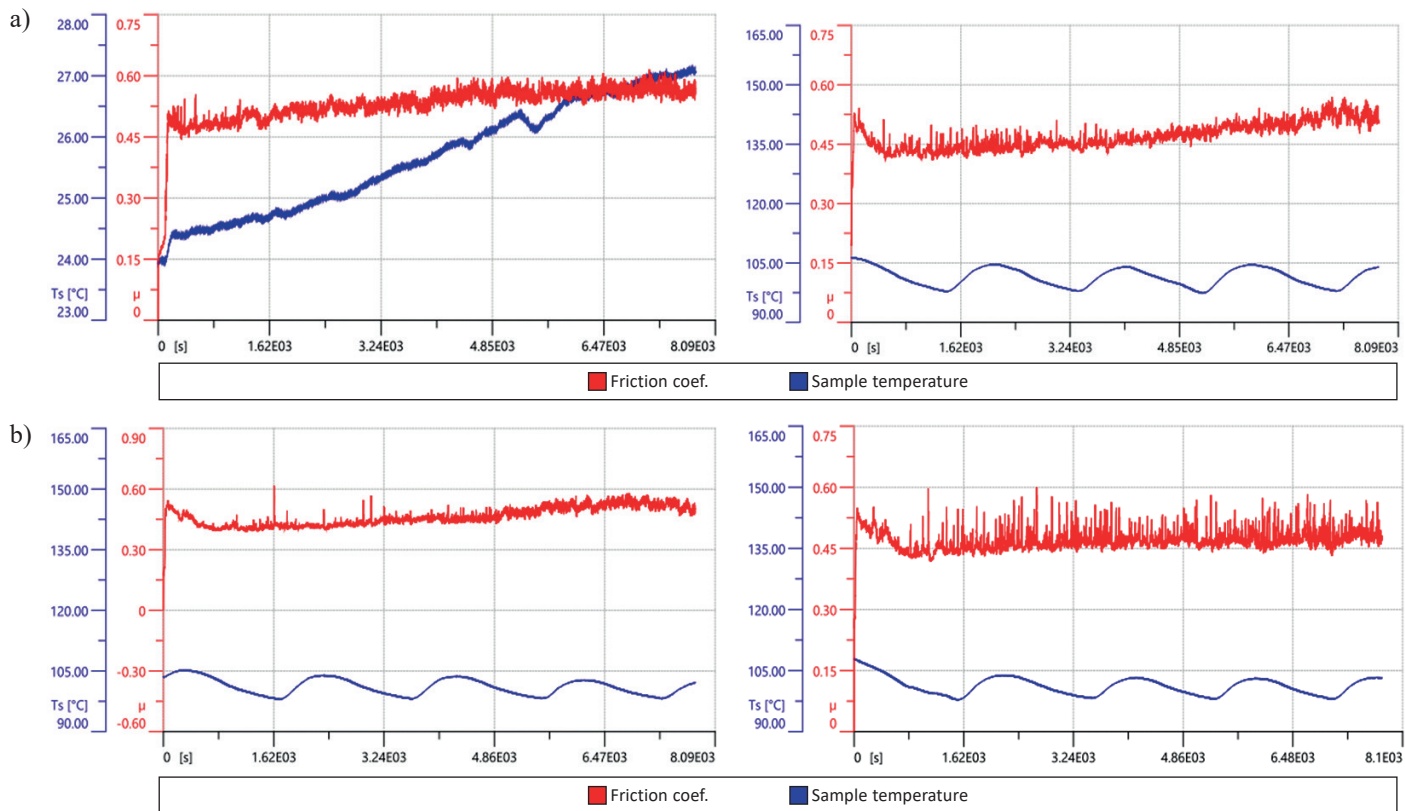 a)
28.00 0.75
27.00 0.60
26.00 0.45
25.00 0.30
24.00 0.15
Ts [°C] µ
23.00 0
0 [s] 1.62E03 3.24E03 4.85E03 6.47E03 8.09E03
165.00 0.75
150.00 0.60
135.00 0.45
120.00 0.30
105.00 0.15
Ts [°C] µ
90.00 0
0 [s] 1.62E03 3.24E03 4.85E03 6.47E03 8.09E03
Friction coef. Sample temperature
b)
165.00 0.90
150.00 0.60
135.00 0.30
120.00 0
105.00 -0.30
Ts [°C] µ
90.00 -0.60
0 [s] 1.62E03 3.24E03 4.86E03 6.47E03 8.09E03
165.00 0.75
150.00 0.60
135.00 0.45
120.00 0.30
105.00 0.15
Ts [°C] µ
90.00 0
0 [s] 1.62E03 3.24E03 4.86E03 6.48E03 8.1E03
Friction coef. Sample temperature